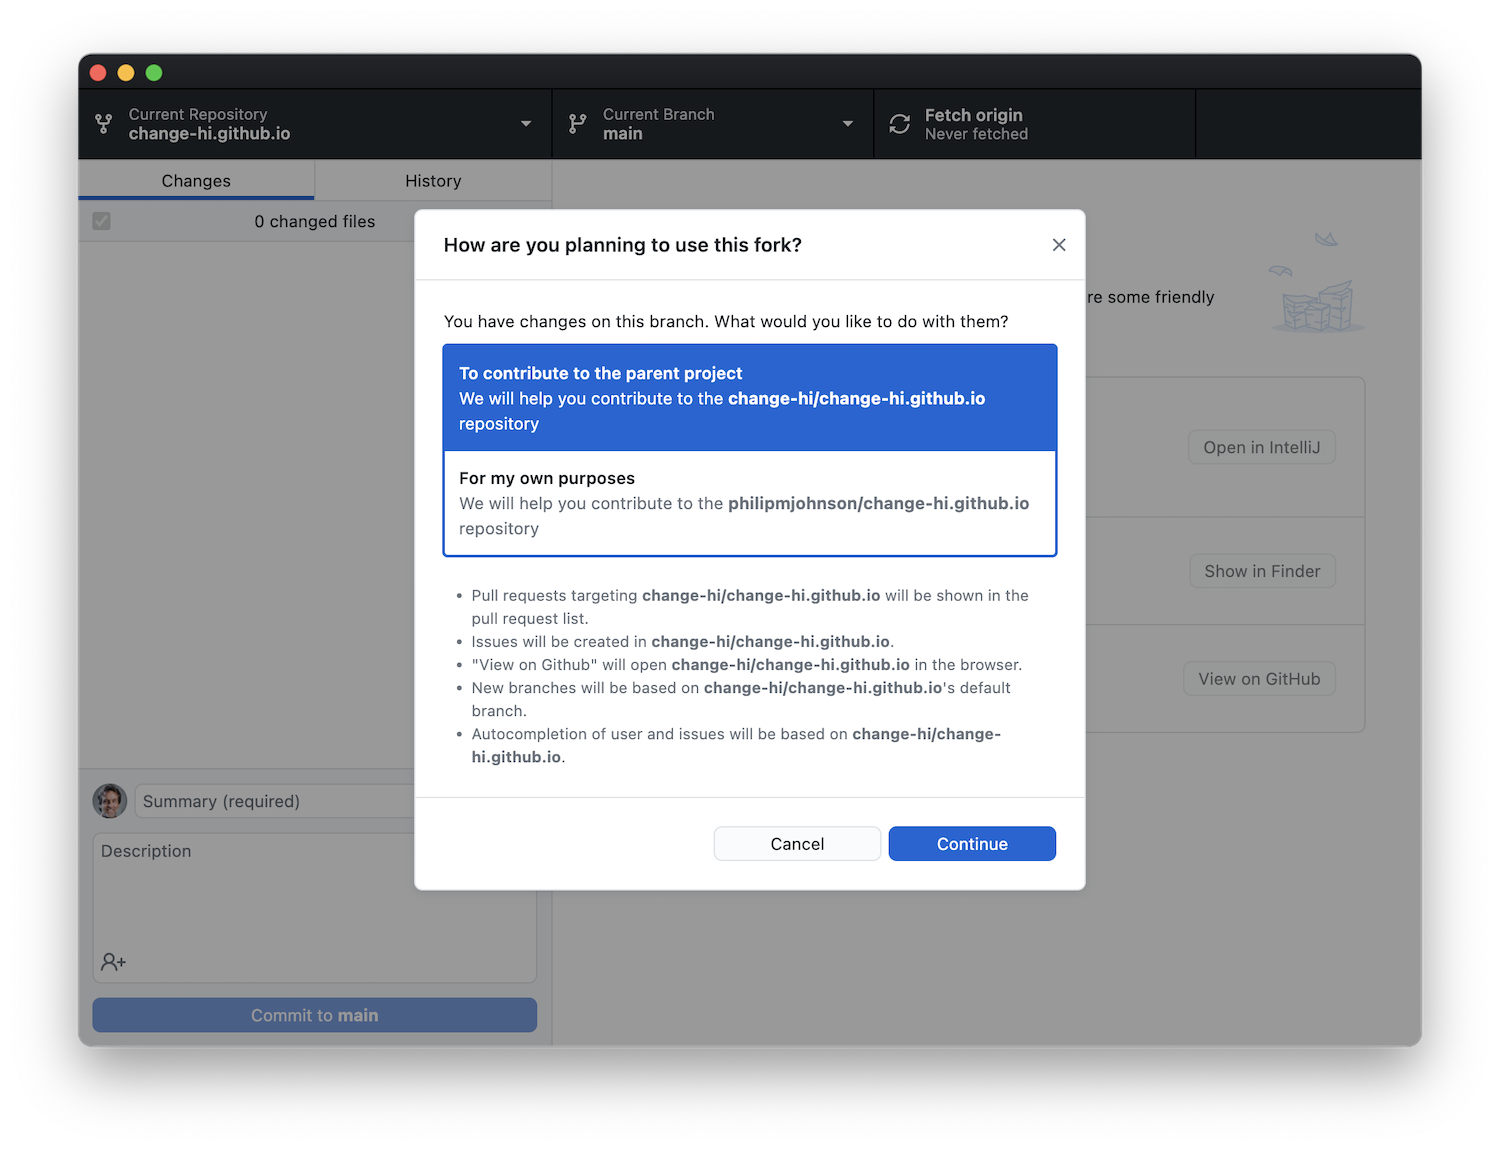 Current Repository
change-hi.github.io
Current Branch
main
Fetch origin
Never fetched
Changes
History
0 changed files
How are you planning to use this fork?
re some friendly
You have changes on this branch. What would you like to do with them?
To contribute to the parent project
We will help you contribute to the change-hi/change-hi.github.io
repository
For my own purposes
We will help you contribute to the philipmjohnson/change-hi.github.io
repository
Open in IntelliJ
Show in Finder
View on GitHub
• Pull requests targeting change-hi/change-hi.github.io will be shown in the
pull request list.
• Issues will be created in change-hi/change-hi.github.io.
• "View on Github" will open change-hi/change-hi.github.io in the browser.
• New branches will be based on change-hi/change-hi.github.io's default
branch.
• Autocompletion of user and issues will be based on change-hi/change-
hi.github.io.
Cancel
Continue
Summary (required)
Description
Commit to main